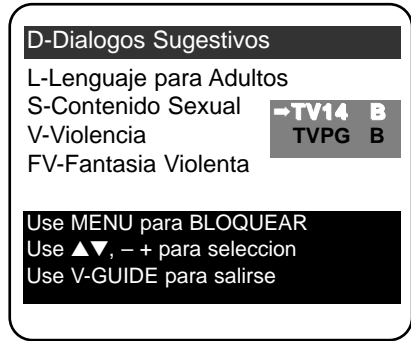 D-Dialogos Sugestivos
L-Lenguaje para Adultos
S-Contenido Sexual
V-Violencia
FV-Fantasia Violenta
➡TV14 B
TVPG B
Use MENU para BLOQUEAR
Use ▲▼, – + para seleccion
Use V-GUIDE para salirse